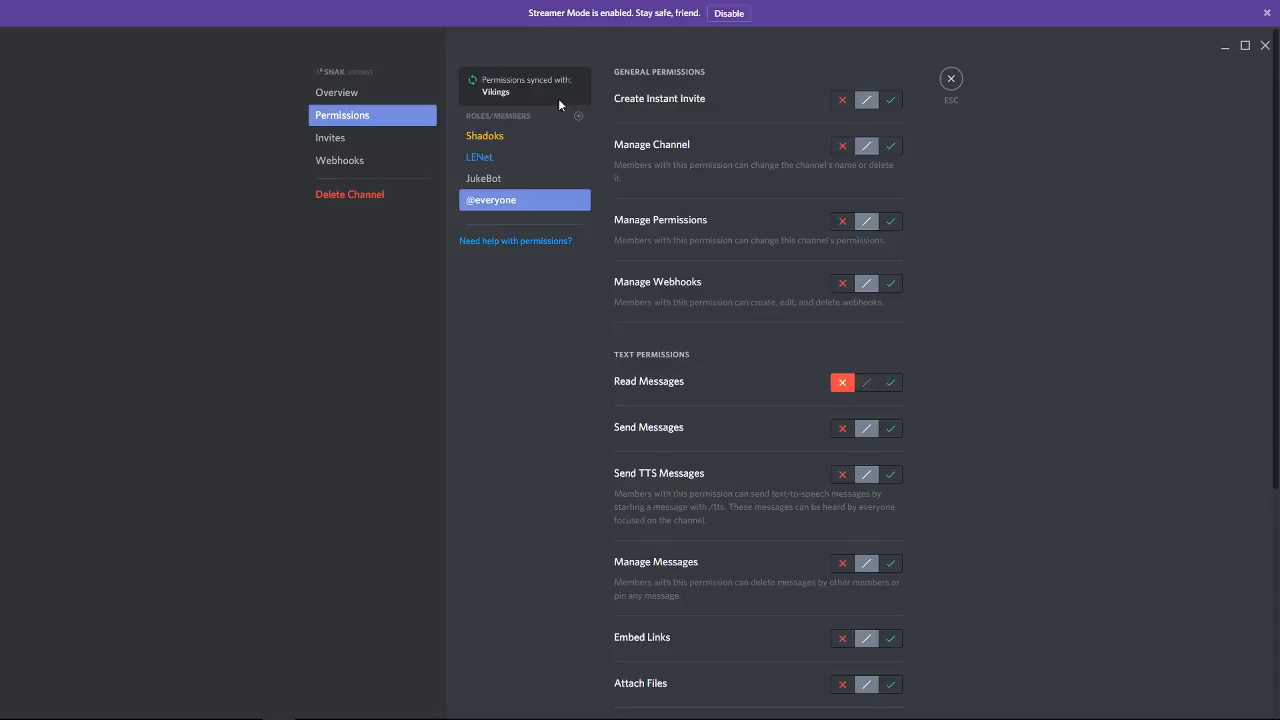 Streamer Mode is enabled. Stay safe, friend. Disable
SNAK VIKINGS
Overview
Permissions
Invites
Webhooks
Delete Channel
Permissions synced with:
Vikings
ROLES/MEMBERS
Shadoks
LENet
JukeBot
@everyone
Need help with permissions?
GENERAL PERMISSIONS
Create Instant Invite
Manage Channel
Members with this permission can change the channel's name or delete
it.
Manage Permissions
Members with this permission can change this channel's permissions.
Manage Webhooks
Members with this permission can create, edit, and delete webhooks.
TEXT PERMISSIONS
Read Messages
Send Messages
Send TTS Messages
Members with this permission can send text-to-speech messages by
starting a message with /tts. These messages can be heard by everyone
focused on the channel.
Manage Messages
Members with this permission can delete messages by other members or
pin any message.
Embed Links
Attach Files
ESC